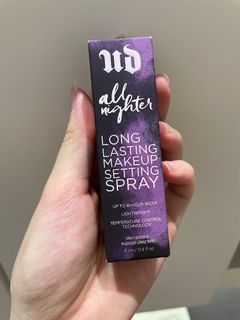 UD
all
nighter
LONG
LASTING
MAKEUP
SETTING
SPRAY
UP TO 16-HOUR WEAR
LIGHTWEIGHT
TEMPERATURE CONTROL
TECHNOLOGY